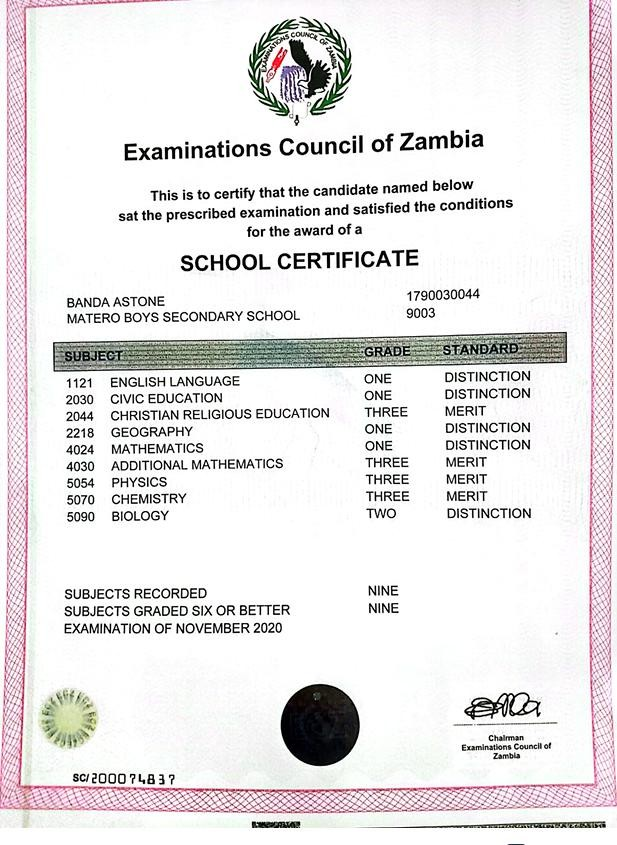 EXAMINATIONS COUNCIL OF ZAMBIA
Examinations Council of Zambia
This is to certify that the candidate named below
sat the prescribed examination and satisfied the conditions
for the award of a
SCHOOL CERTIFICATE
BANDA ASTONE 1790030044
MATERO BOYS SECONDARY SCHOOL 9003
SUBJECT GRADE STANDARD
1121 ENGLISH LANGUAGE ONE DISTINCTION
2030 CIVIC EDUCATION ONE DISTINCTION
2044 CHRISTIAN RELIGIOUS EDUCATION THREE MERIT
2218 GEOGRAPHY ONE DISTINCTION
4024 MATHEMATICS ONE DISTINCTION
4030 ADDITIONAL MATHEMATICS THREE MERIT
5054 PHYSICS THREE MERIT
5070 CHEMISTRY THREE MERIT
5090 BIOLOGY TWO DISTINCTION
SUBJECTS RECORDED NINE
SUBJECTS GRADED SIX OR BETTER NINE
EXAMINATION OF NOVEMBER 2020
Chairman
Examinations Council of
Zambia
SC/200074837